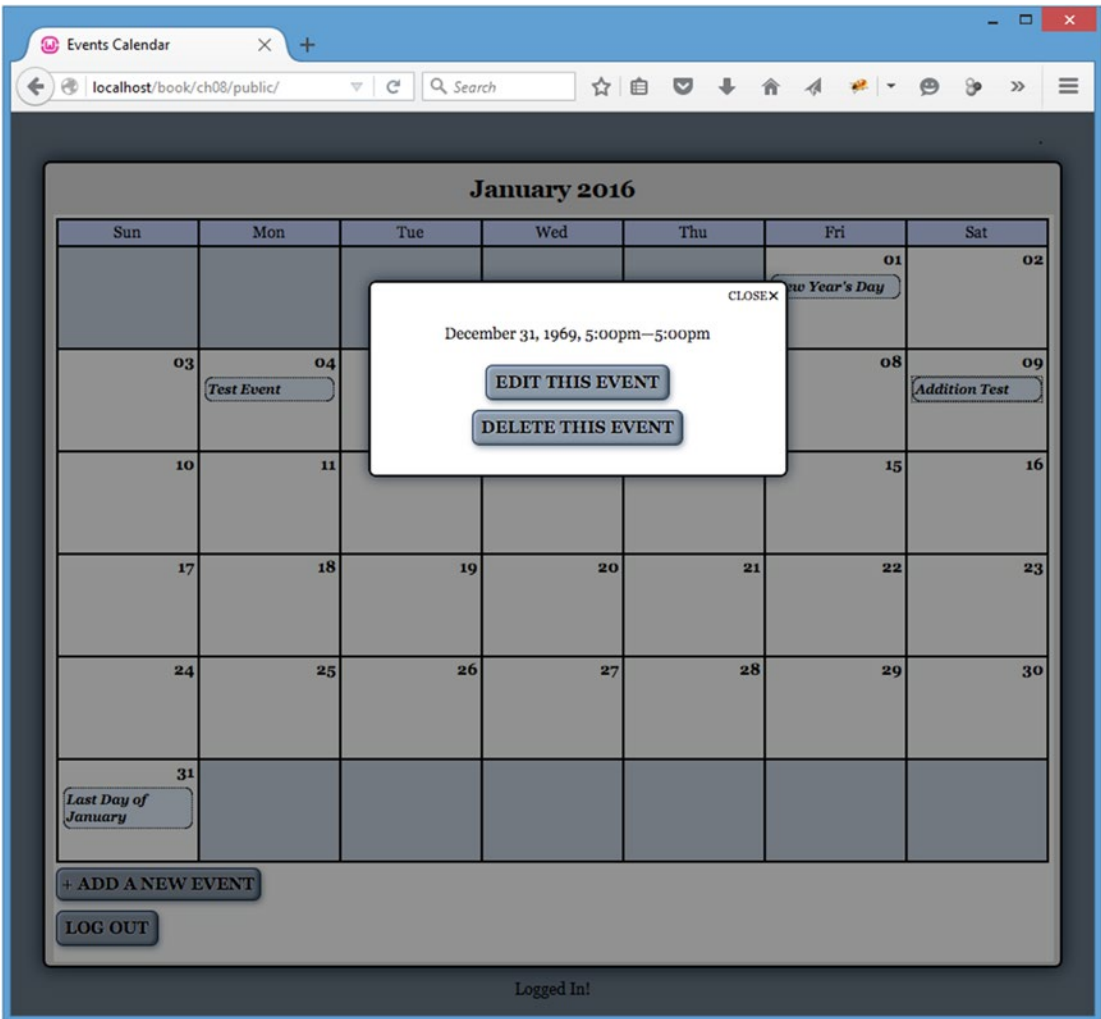 Events Calendar
localhost/book/ch08/public/
Search
January 2016
Sun Mon Tue Wed Thu Fri Sat
01 02
Year's Day
CLOSE×
December 31, 1969, 5:00pm—5:00pm
EDIT THIS EVENT
DELETE THIS EVENT
03 04 08 09
Test Event Addition Test
10 11 15 16
17 18 19 20 21 22 23
24 25 26 27 28 29 30
31
Last Day of
January
+ ADD A NEW EVENT
LOG OUT
Logged In!